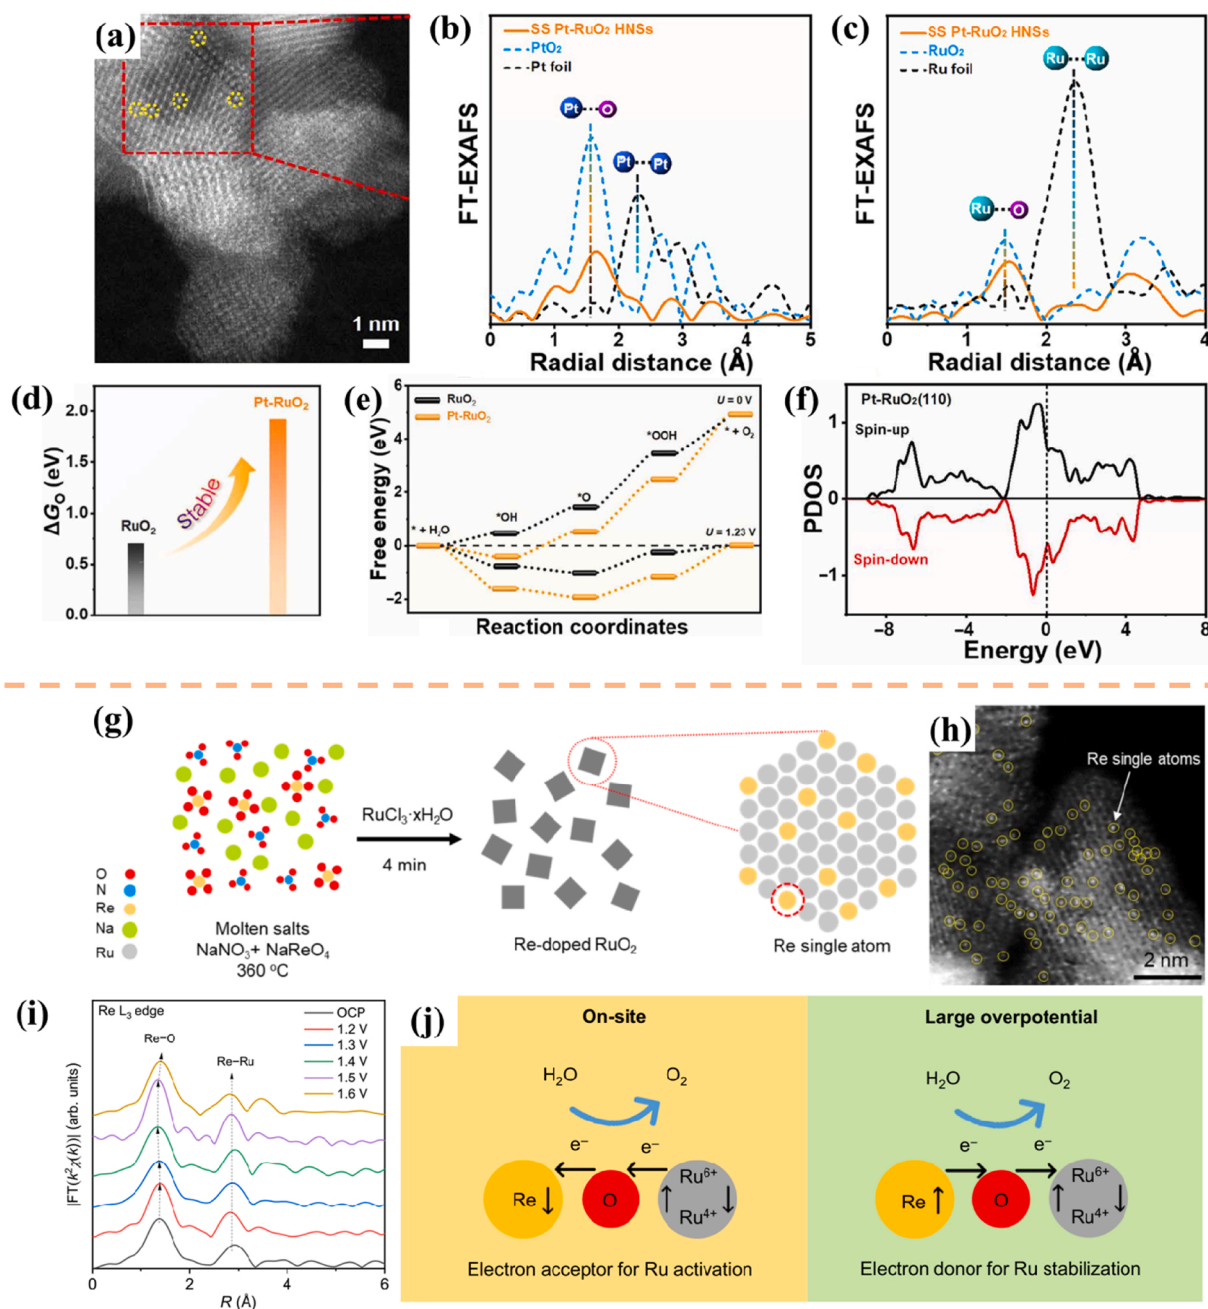 (a)
1 nm
(b)
SS Pt-RuO₂ HNSs
PtO₂
Pt foil
Pt O
Pt Pt
FT-EXAFS
0 1 2 3 4 5
Radial distance (Å)
(c)
SS Pt-RuO₂ HNSs
RuO₂
Ru foil
Ru Ru
Ru O
FT-EXAFS
0 1 2 3 4
Radial distance (Å)
(d)
Pt-RuO₂
2.0
1.5
1.0
0.5
0.0
ΔG₀ (eV)
RuO₂
Stable
(e)
RuO₂
Pt-RuO₂
U = 0 V
* + O₂
*OOH
*O
*OH
* + H₂O
U = 1.23 V
6
4
2
0
−2
Free energy (eV)
Reaction coordinates
(f)
Pt-RuO₂(110)
Spin-up
Spin-down
1
0
−1
PDOS
−8 −4 0 4 8
Energy (eV)
(g)
O
N
Re
Na
Ru
Molten salts
NaNO₃+ NaReO₄
360 ºC
RuCl₃·xH₂O
4 min
Re-doped RuO₂
Re single atom
(h)
Re single atoms
2 nm
(i)
Re L₃ edge
Re−O
Re−Ru
OCP
1.2 V
1.3 V
1.4 V
1.5 V
1.6 V
|FT(k²χ(k))| (arb. units)
0 2 4 6
R (Å)
(j)
On-site
H₂O O₂
e⁻ e⁻
Re O Ru⁶⁺
Ru⁴⁺
Electron acceptor for Ru activation
Large overpotential
H₂O O₂
e⁻ e⁻
Re O Ru⁶⁺
Ru⁴⁺
Electron donor for Ru stabilization